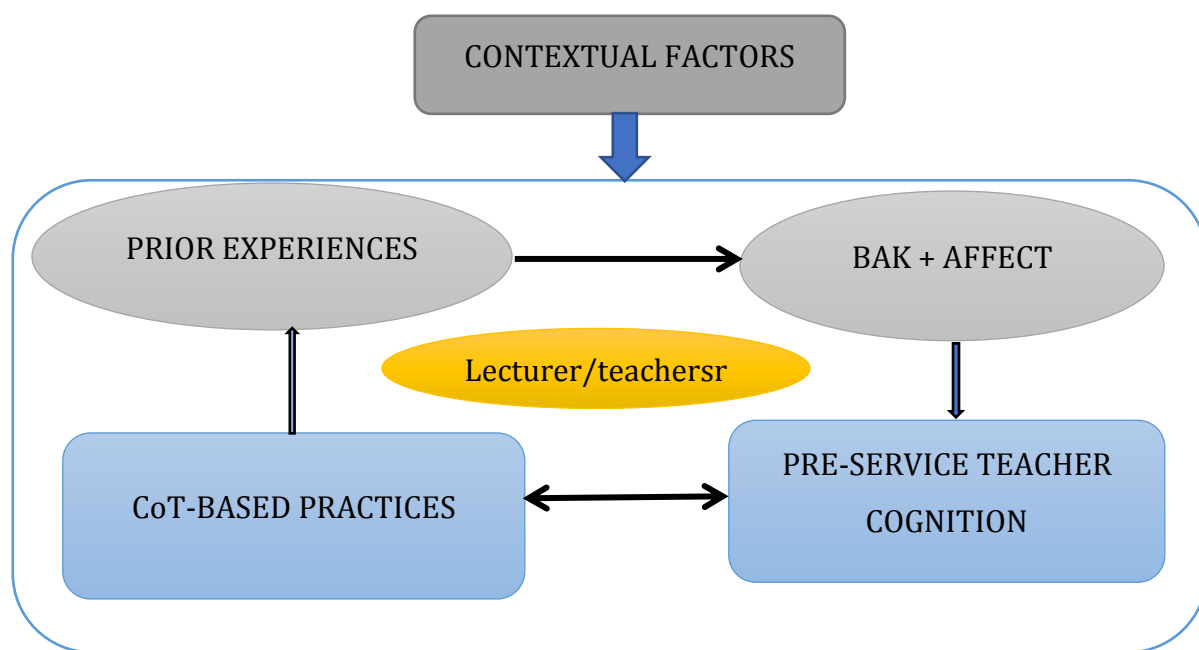 CONTEXTUAL FACTORS
PRIOR EXPERIENCES
BAK + AFFECT
Lecturer/teachersr
CoT-BASED PRACTICES
PRE-SERVICE TEACHER
COGNITION